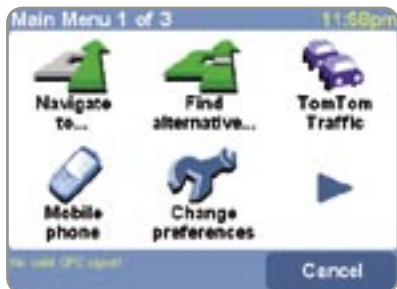 Main Menu 1 of 3
11:58pm
Navigate
to...
Find
alternative...
TomTom
Traffic
Mobile
phone
Change
preferences
No valid GPS signal
Cancel